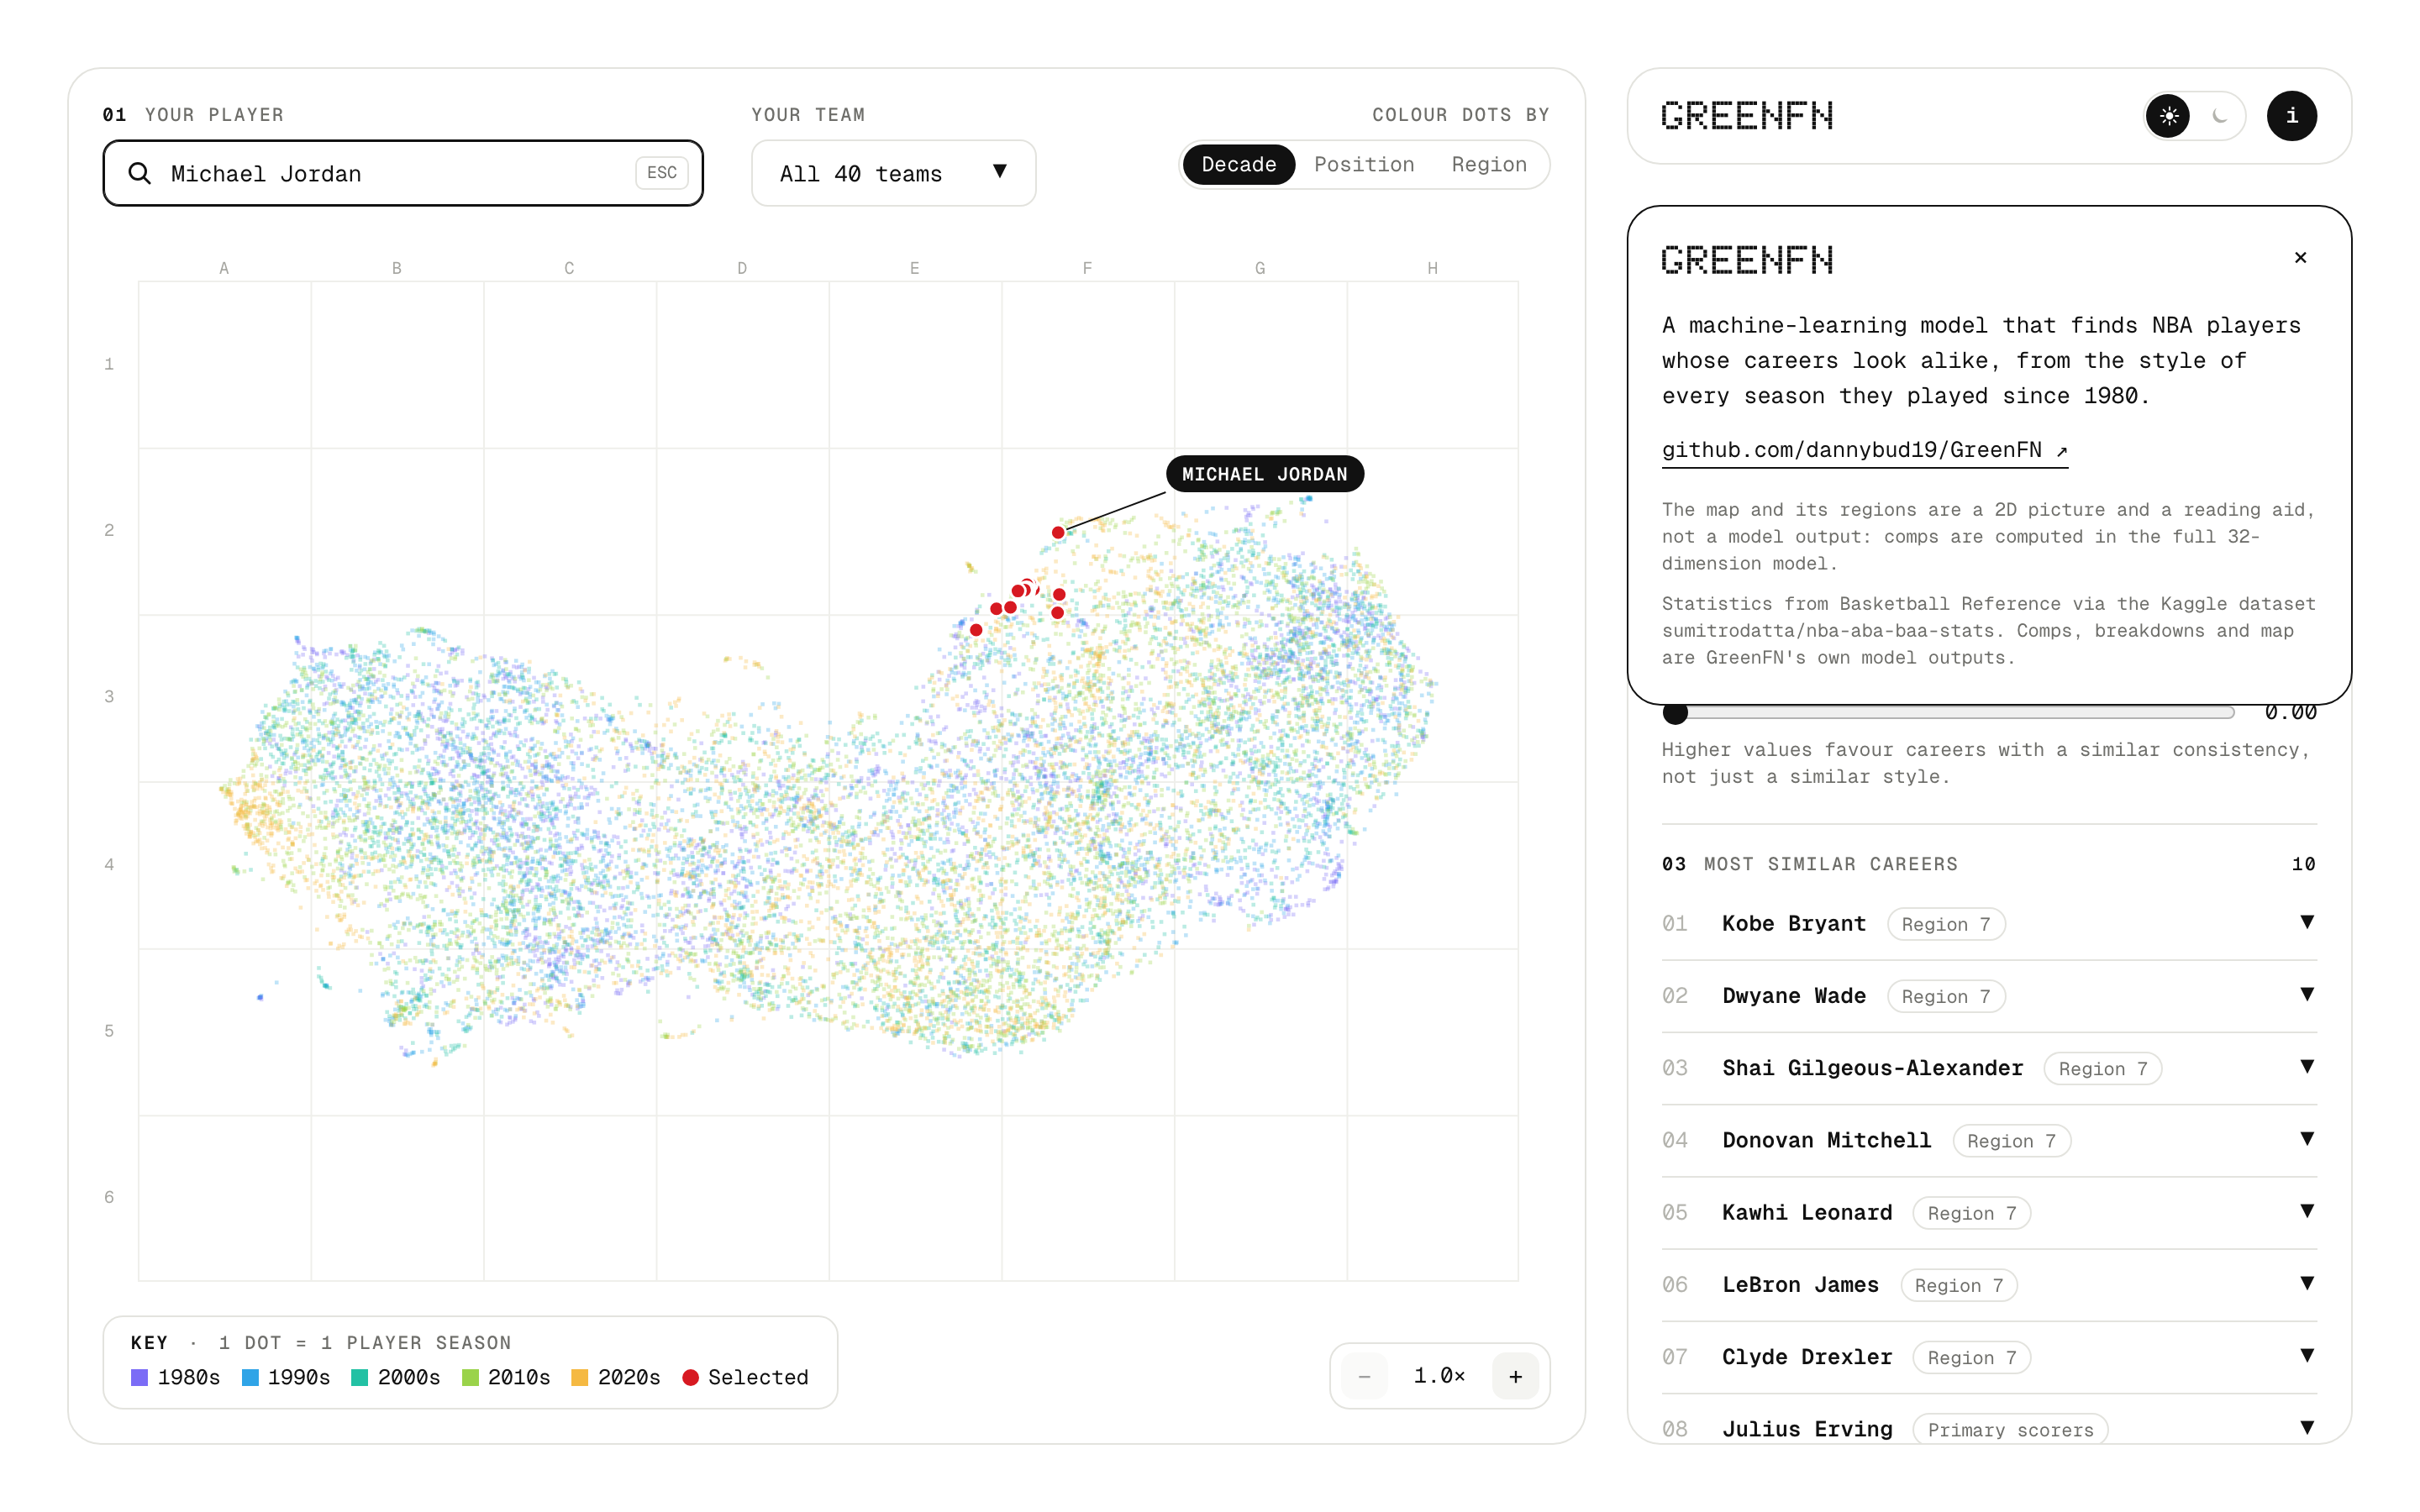 01 YOUR PLAYER
Michael Jordan
ESC
YOUR TEAM
All 40 teams ▼
COLOUR DOTS BY
Decade Position Region
A B C D E F G H
1
2
3
4
5
6
MICHAEL JORDAN
KEY · 1 DOT = 1 PLAYER SEASON
1980s 1990s 2000s 2010s 2020s Selected
− 1.0× +
GREENFN
i
GREENFN
×
A machine-learning model that finds NBA players
whose careers look alike, from the style of
every season they played since 1980.
github.com/dannybud19/GreenFN ↗
The map and its regions are a 2D picture and a reading aid,
not a model output: comps are computed in the full 32-
dimension model.
Statistics from Basketball Reference via the Kaggle dataset
sumitrodatta/nba-aba-baa-stats. Comps, breakdowns and map
are GreenFN's own model outputs.
0.00
Higher values favour careers with a similar consistency,
not just a similar style.
03 MOST SIMILAR CAREERS 10
01 Kobe Bryant Region 7 ▼
02 Dwyane Wade Region 7 ▼
03 Shai Gilgeous-Alexander Region 7 ▼
04 Donovan Mitchell Region 7 ▼
05 Kawhi Leonard Region 7 ▼
06 LeBron James Region 7 ▼
07 Clyde Drexler Region 7 ▼
08 Julius Erving Primary scorers ▼